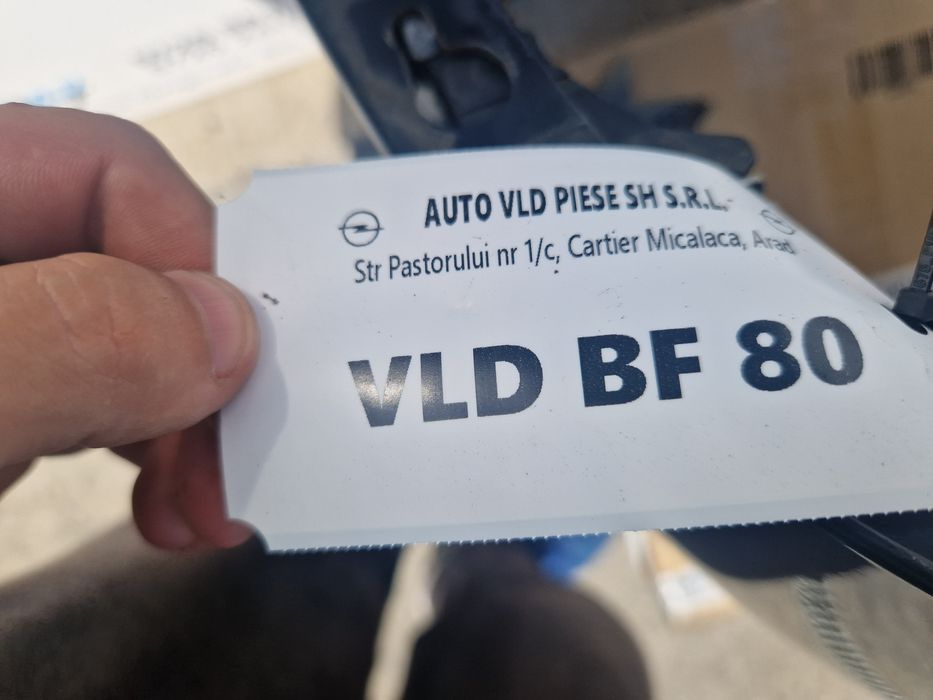 AUTO VLD PIESE SH S.R.L.
Str Pastorului nr 1/c, Cartier Micalaca, Arad
VLD BF 80